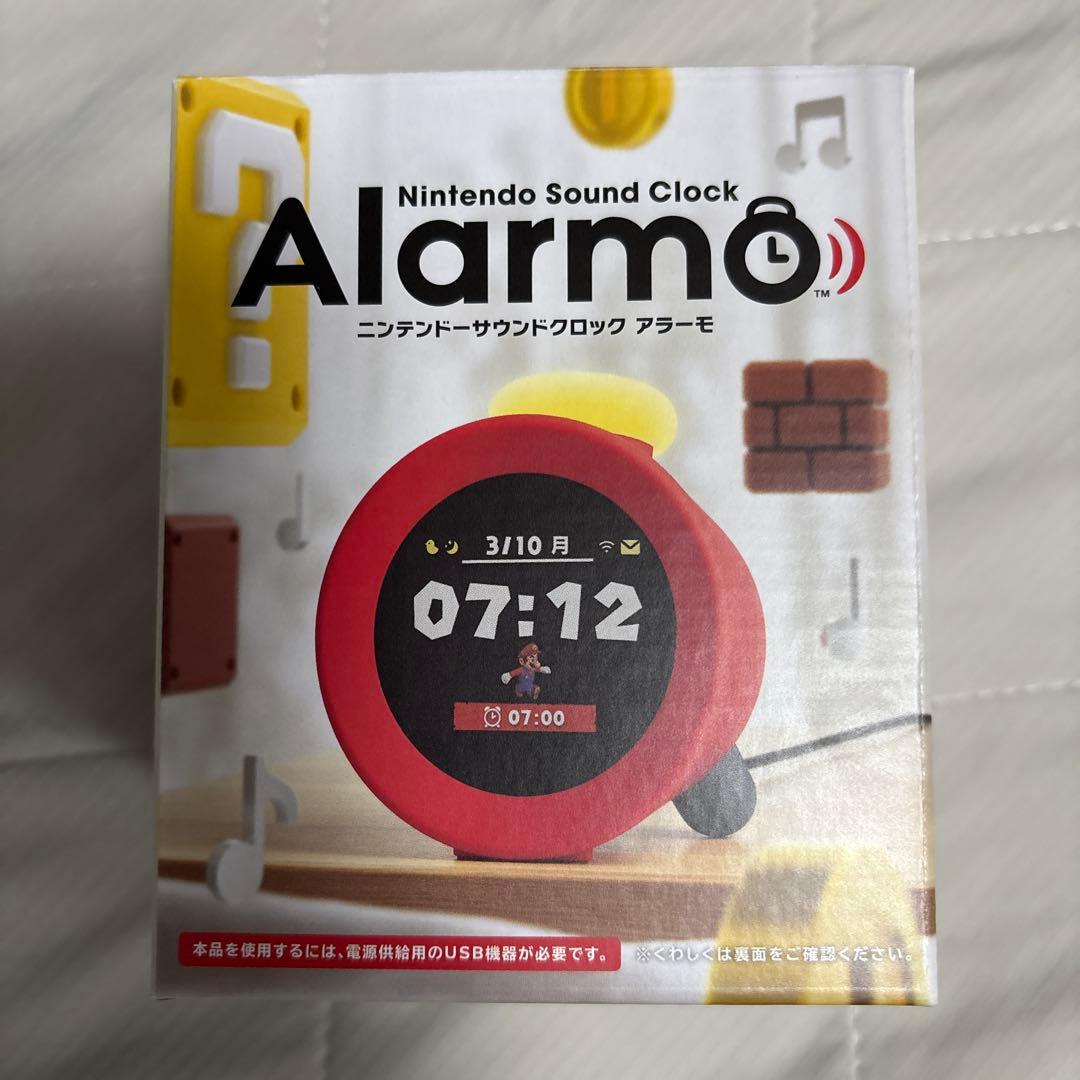 Nintendo Sound Clock
Alarmo
™
ニンテンドーサウンドクロック アラーモ
3/10 月
07:12
07:00
本品を使用するには、電源供給用のUSB機器が必要です。 ※くわしくは裏面をご確認ください。